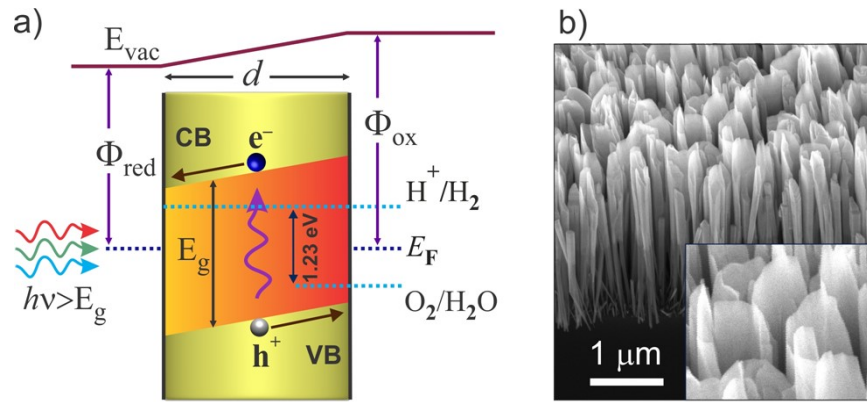 a)
E_vac
d
Φ_red
CB
e⁻
Φ_ox
H⁺/H₂
E_g
1.23 eV
E_F
hν>E_g
O₂/H₂O
h⁺
VB
b)
1 μm